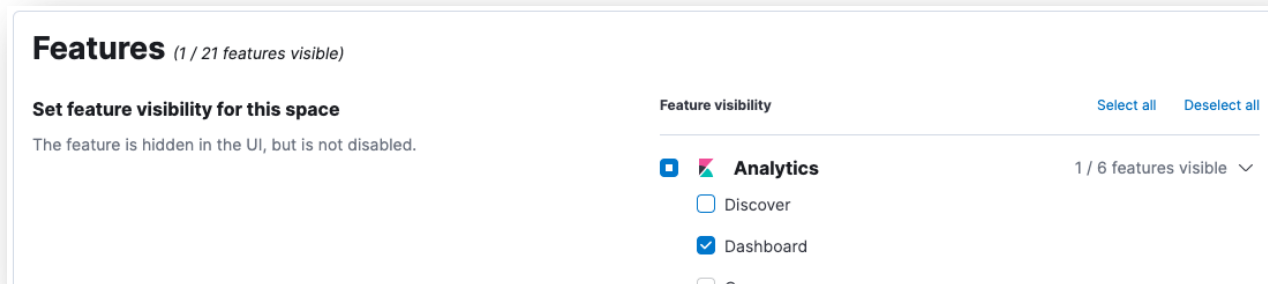 Features (1 / 21 features visible)
Set feature visibility for this space
The feature is hidden in the UI, but is not disabled.
Feature visibility Select all Deselect all
Analytics 1 / 6 features visible
Discover
Dashboard